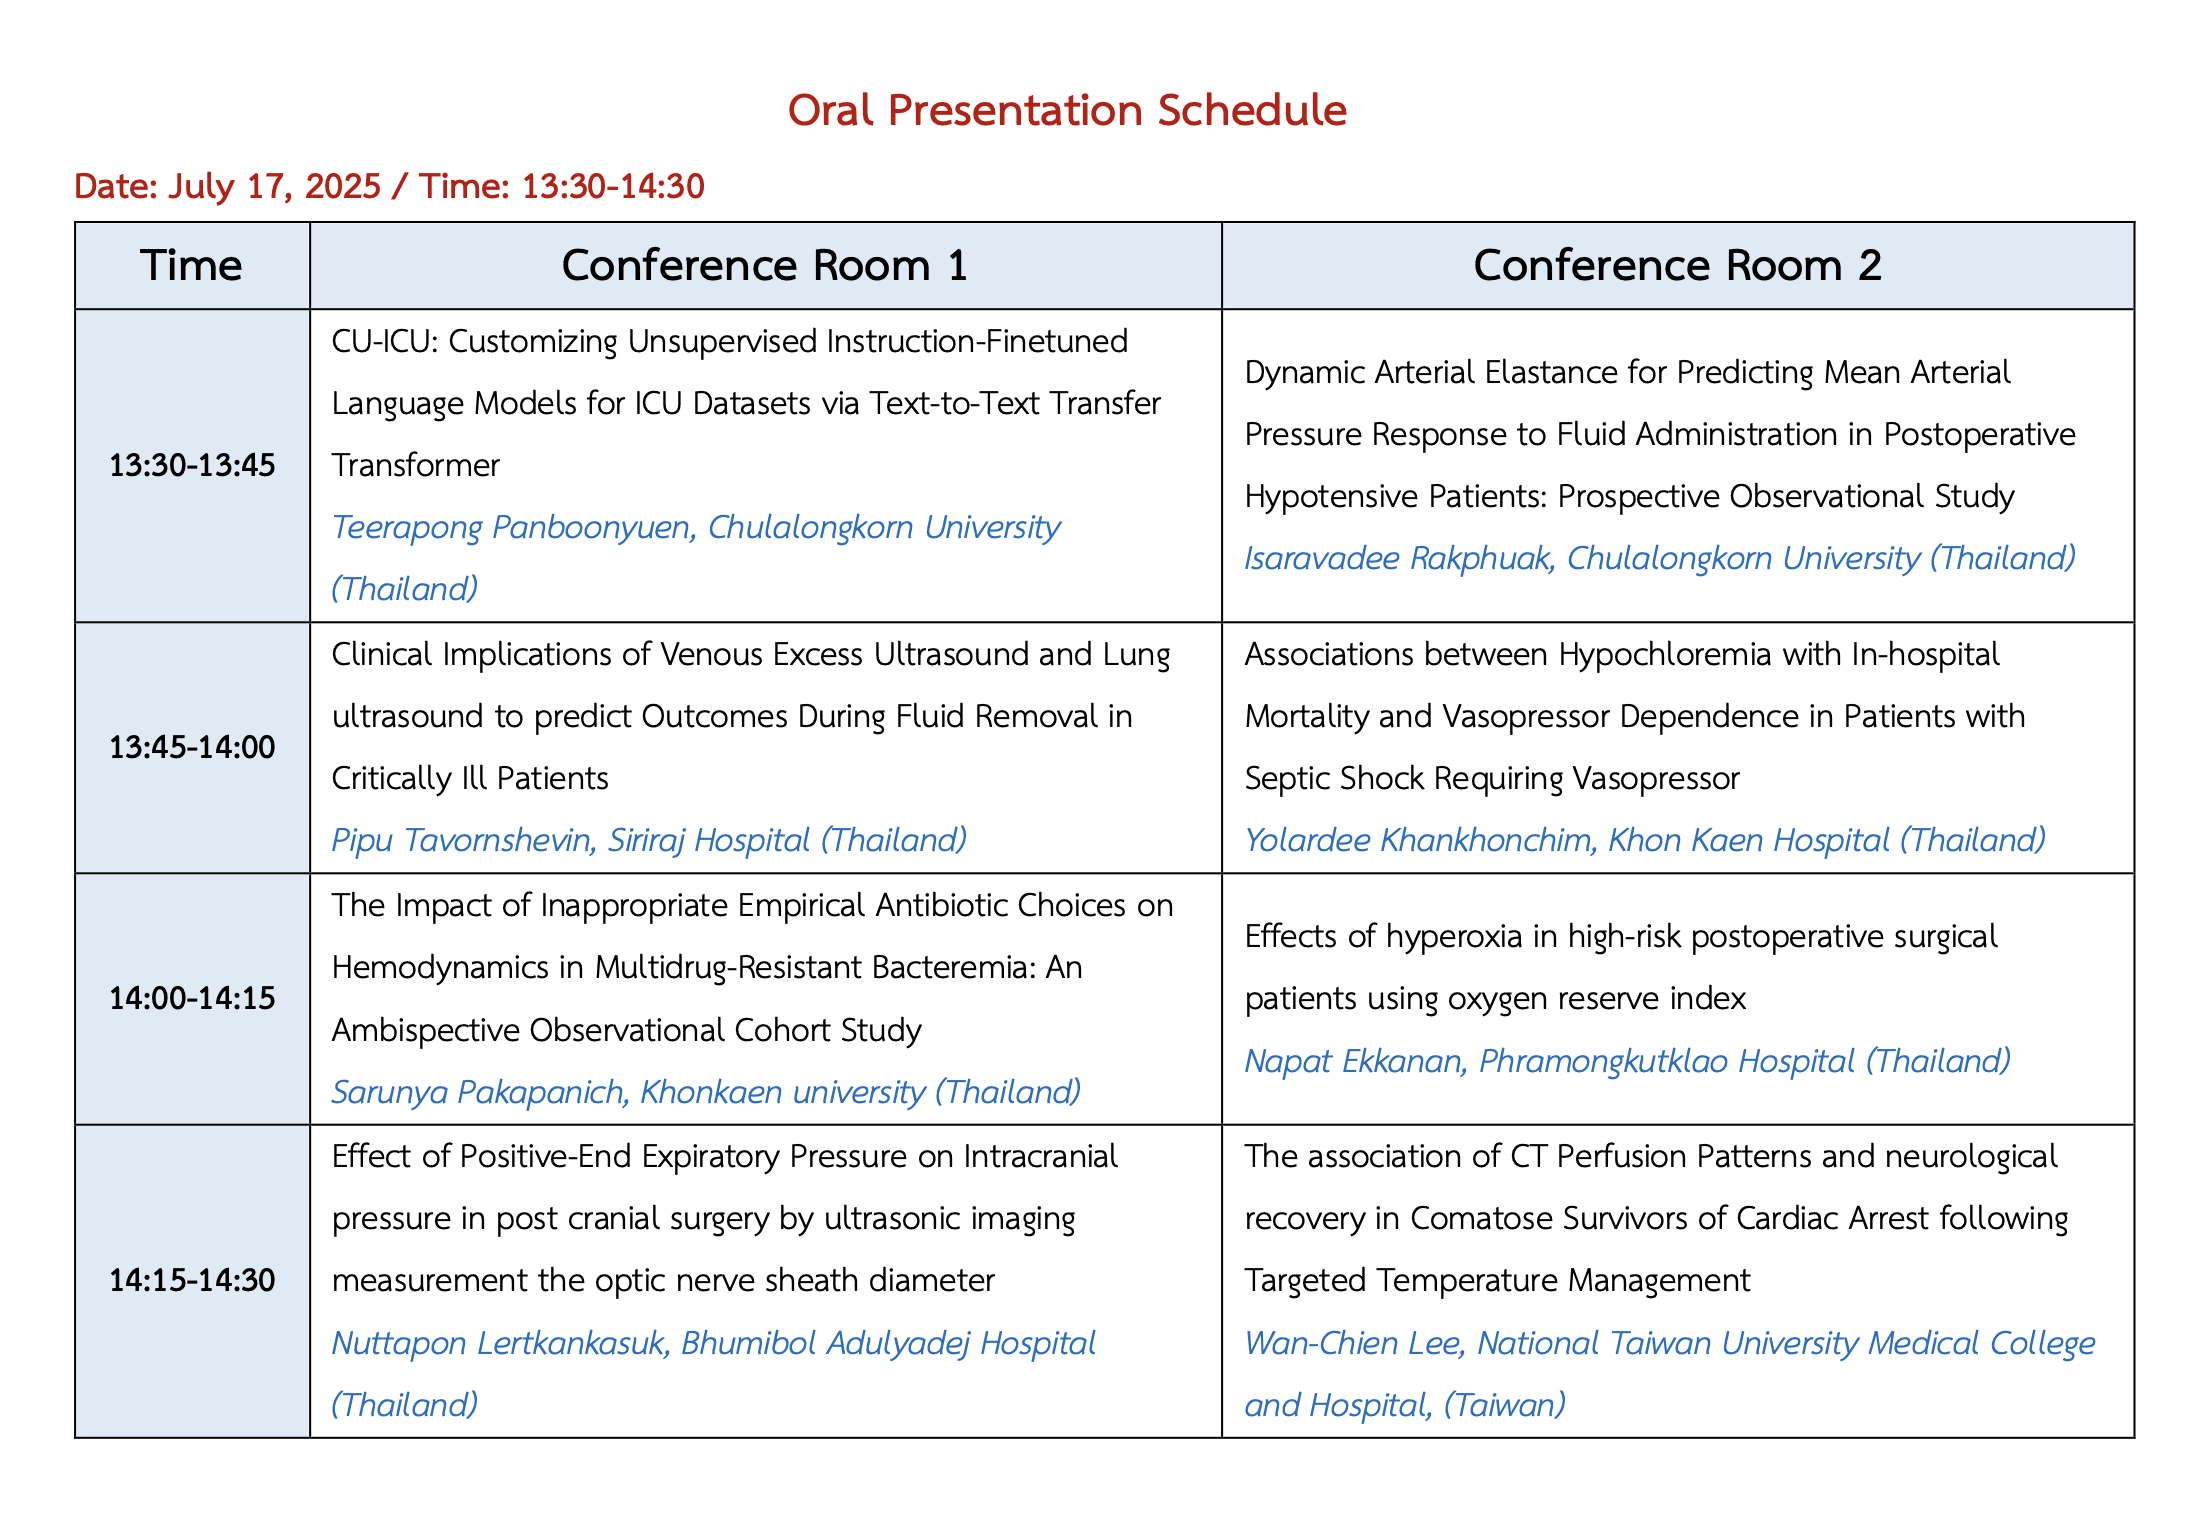 Oral Presentation Schedule
Date: July 17, 2025 / Time: 13:30-14:30
Time
Conference Room 1
Conference Room 2
13:30-13:45
CU-ICU: Customizing Unsupervised Instruction-Finetuned
Language Models for ICU Datasets via Text-to-Text Transfer
Transformer
Teerapong Panboonyuen, Chulalongkorn University
(Thailand)
Dynamic Arterial Elastance for Predicting Mean Arterial
Pressure Response to Fluid Administration in Postoperative
Hypotensive Patients: Prospective Observational Study
Isaravadee Rakphuak, Chulalongkorn University (Thailand)
13:45-14:00
Clinical Implications of Venous Excess Ultrasound and Lung
ultrasound to predict Outcomes During Fluid Removal in
Critically Ill Patients
Pipu Tavornshevin, Siriraj Hospital (Thailand)
Associations between Hypochloremia with In-hospital
Mortality and Vasopressor Dependence in Patients with
Septic Shock Requiring Vasopressor
Yolardee Khankhonchim, Khon Kaen Hospital (Thailand)
14:00-14:15
The Impact of Inappropriate Empirical Antibiotic Choices on
Hemodynamics in Multidrug-Resistant Bacteremia: An
Ambispective Observational Cohort Study
Sarunya Pakapanich, Khonkaen university (Thailand)
Effects of hyperoxia in high-risk postoperative surgical
patients using oxygen reserve index
Napat Ekkanan, Phramongkutklao Hospital (Thailand)
14:15-14:30
Effect of Positive-End Expiratory Pressure on Intracranial
pressure in post cranial surgery by ultrasonic imaging
measurement the optic nerve sheath diameter
Nuttapon Lertkankasuk, Bhumibol Adulyadej Hospital
(Thailand)
The association of CT Perfusion Patterns and neurological
recovery in Comatose Survivors of Cardiac Arrest following
Targeted Temperature Management
Wan-Chien Lee, National Taiwan University Medical College
and Hospital, (Taiwan)